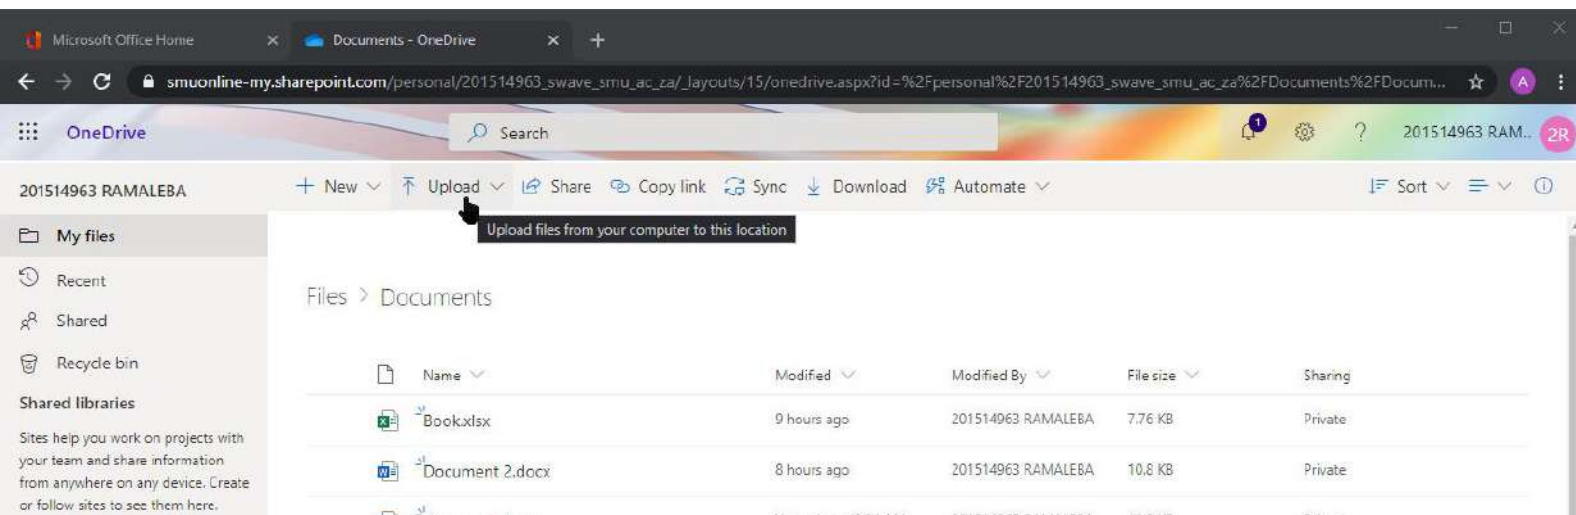 Microsoft Office Home
Documents - OneDrive
smuonline-my.sharepoint.com/personal/201514963_swave_smu_ac_za/_layouts/15/onedrive.aspx?id=%2Fpersonal%2F201514963_swave_smu_ac_za%2FDocuments%2FDocum... A
OneDrive Search 1 ? 201514963 RAM.. 2R
201514963 RAMALEBA
+ New Upload Share Copy link Sync Download Automate Sort
Upload files from your computer to this location
My files
Recent
Shared
Recycle bin
Shared libraries
Sites help you work on projects with
your team and share information
from anywhere on any device. Create
or follow sites to see them here.
Files > Documents
Name Modified Modified By File size Sharing
Book.xlsx 9 hours ago 201514963 RAMALEBA 7.76 KB Private
Document 2.docx 8 hours ago 201514963 RAMALEBA 10.8 KB Private